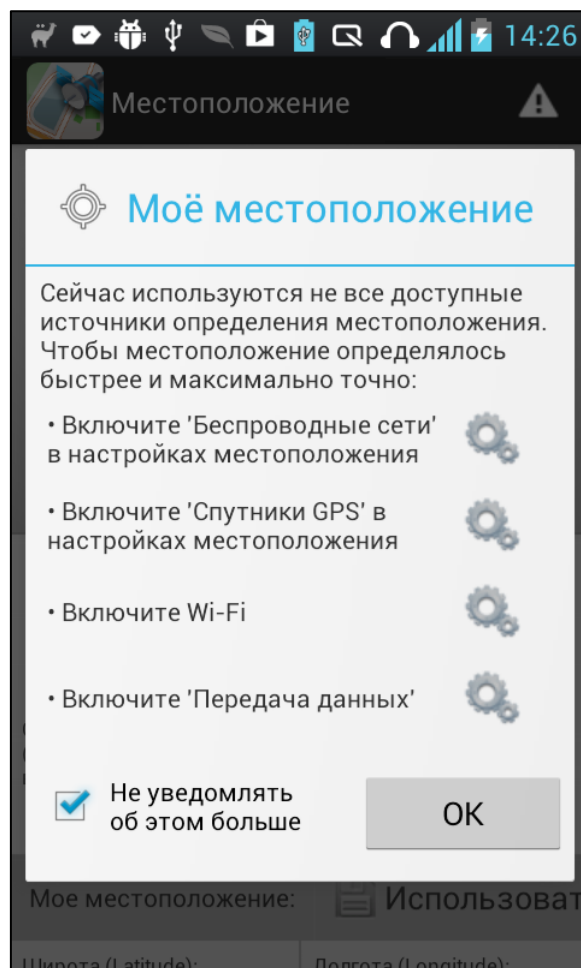 14:26
Местоположение
Моё местоположение
Сейчас используются не все доступные
источники определения местоположения.
Чтобы местоположение определялось
быстрее и максимально точно:
• Включите 'Беспроводные сети'
в настройках местоположения
• Включите 'Спутники GPS' в
настройках местоположения
• Включите Wi-Fi
• Включите 'Передача данных'
Не уведомлять
об этом больше
ОК
Мое местоположение:
Использоват
Широта (Latitude):
Долгота (Longitude):